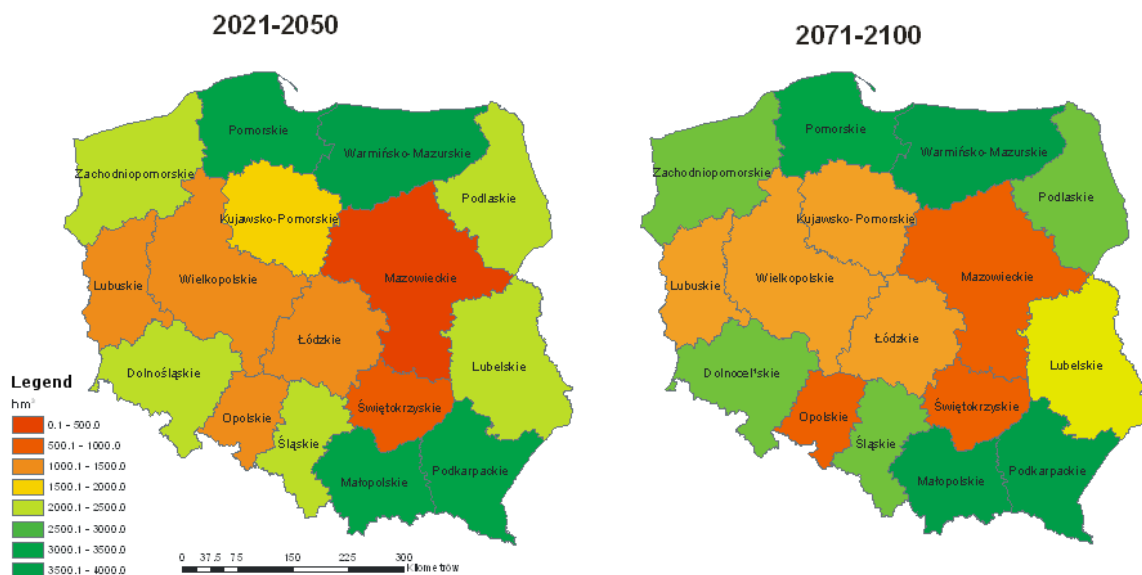 2021-2050
2071-2100
Pomorskie
Warmińsko-Mazurskie
Zachodniopomorskie
Podlaskie
Kujawsko-Pomorskie
Mazowieckie
Lubuskie
Wielkopolskie
Łódzkie
Dolnośląskie
Lubelskie
Opolskie
Świętokrzyskie
Śląskie
Małopolskie
Podkarpackie
Pomorskie
Warmińsko-Mazurskie
Zachodniopomorskie
Podlaskie
Kujawsko-Pomorskie
Mazowieckie
Lubuskie
Wielkopolskie
Łódzkie
Lubelskie
Dolnocel'skie
Opolskie
Świętokrzyskie
Śląskie
Małopolskie
Podkarpackie
Legend
hm³
0.1 - 500.0
500.1 - 1000.0
1000.1 - 1500.0
1500.1 - 2000.0
2000.1 - 2500.0
2500.1 - 3000.0
3000.1 - 3500.0
3500.1 - 4000.0
0 37.5 75 150 225 300
Kilometrów